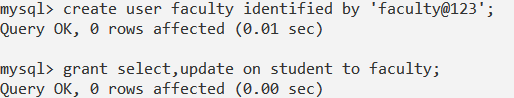 mysql> create user faculty identified by 'faculty@123';
Query OK, 0 rows affected (0.01 sec)
mysql> grant select,update on student to faculty;
Query OK, 0 rows affected (0.00 sec)